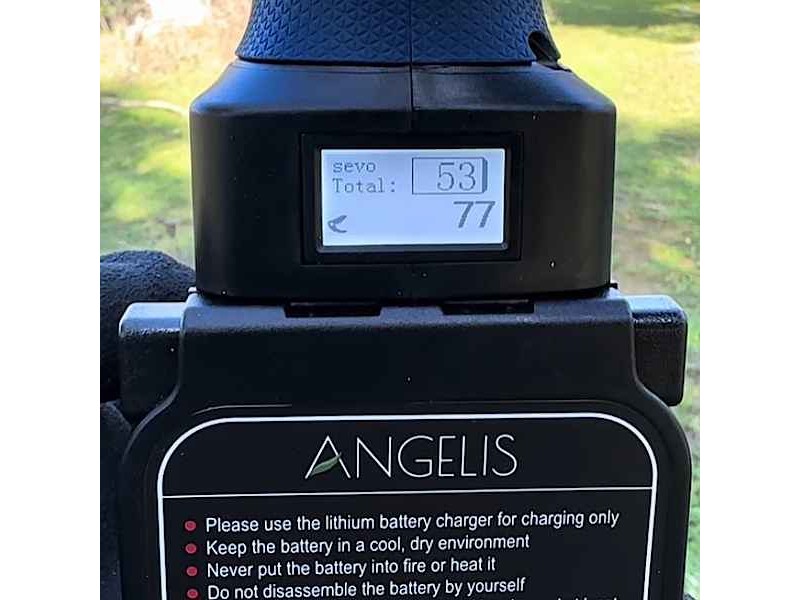 sevo
Total: 53
77
ANGELIS
Please use the lithium battery charger for charging only
Keep the battery in a cool, dry environment
Never put the battery into fire or heat it
Do not disassemble the battery by yourself